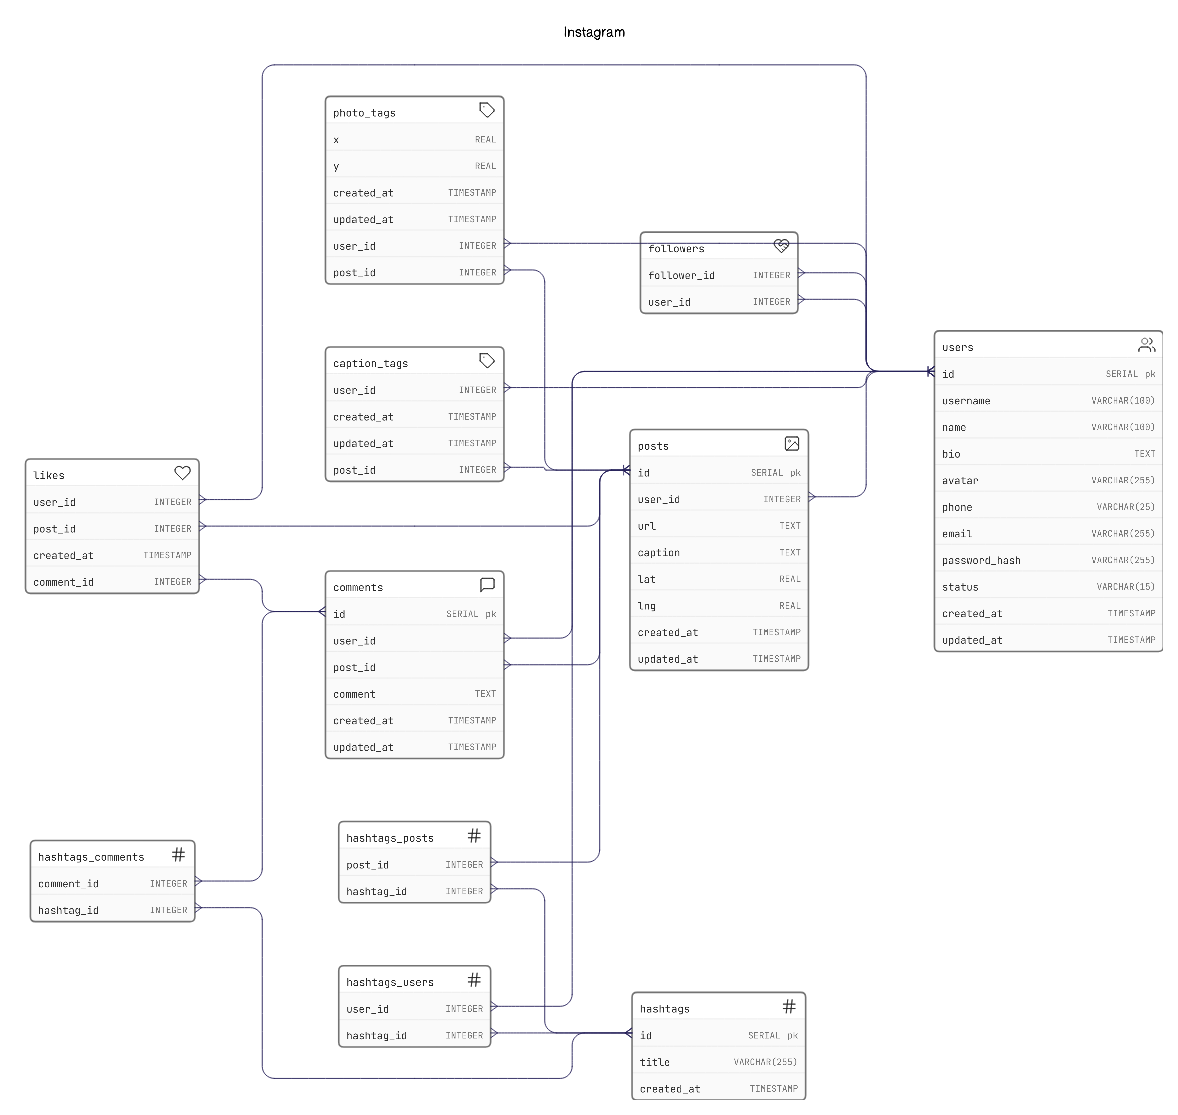 Instagram
photo_tags
x REAL
y REAL
created_at TIMESTAMP
updated_at TIMESTAMP
user_id INTEGER
post_id INTEGER
followers
follower_id INTEGER
user_id INTEGER
caption_tags
user_id INTEGER
created_at TIMESTAMP
updated_at TIMESTAMP
post_id INTEGER
users
id SERIAL pk
username VARCHAR(100)
name VARCHAR(100)
bio TEXT
avatar VARCHAR(255)
phone VARCHAR(25)
email VARCHAR(255)
password_hash VARCHAR(255)
status VARCHAR(15)
created_at TIMESTAMP
updated_at TIMESTAMP
likes
user_id INTEGER
post_id INTEGER
created_at TIMESTAMP
comment_id INTEGER
posts
id SERIAL pk
user_id INTEGER
url TEXT
caption TEXT
lat REAL
lng REAL
created_at TIMESTAMP
updated_at TIMESTAMP
comments
id SERIAL pk
user_id
post_id
comment TEXT
created_at TIMESTAMP
updated_at TIMESTAMP
hashtags_comments
comment_id INTEGER
hashtag_id INTEGER
hashtags_posts
post_id INTEGER
hashtag_id INTEGER
hashtags_users
user_id INTEGER
hashtag_id INTEGER
hashtags
id SERIAL pk
title VARCHAR(255)
created_at TIMESTAMP